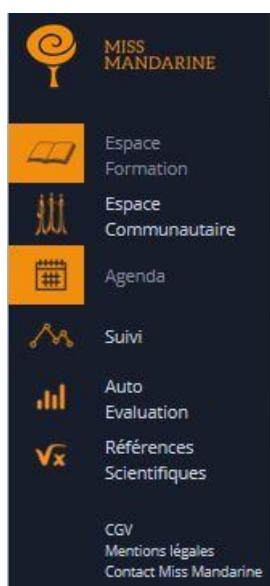 MISS
MANDARINE
Espace
Formation
Espace
Communautaire
Agenda
Suivi
Auto
Evaluation
√x
Références
Scientifiques
CGV
Mentions légales
Contact Miss Mandarine